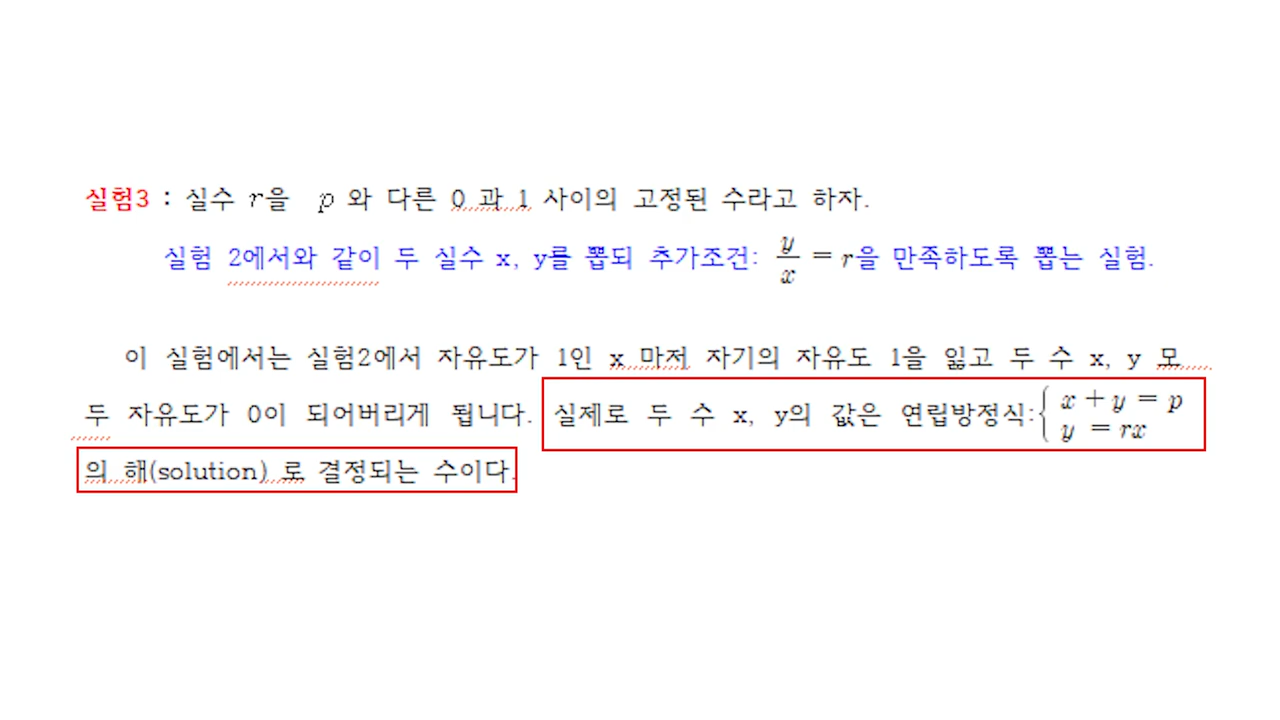 실험3 : 실수 r을 p 와 다른 0 과 1 사이의 고정된 수라고 하자.
실험 2에서와 같이 두 실수 x, y를 뽑되 추가조건: y/x = r을 만족하도록 뽑는 실험.
이 실험에서는 실험2에서 자유도가 1인 x 마저 자기의 자유도 1을 잃고 두 수 x, y 모
두 자유도가 0이 되어버리게 됩니다. 실제로 두 수 x, y의 값은 연립방정식:{ x + y = p
y = rx
의 해(solution) 로 결정되는 수이다.